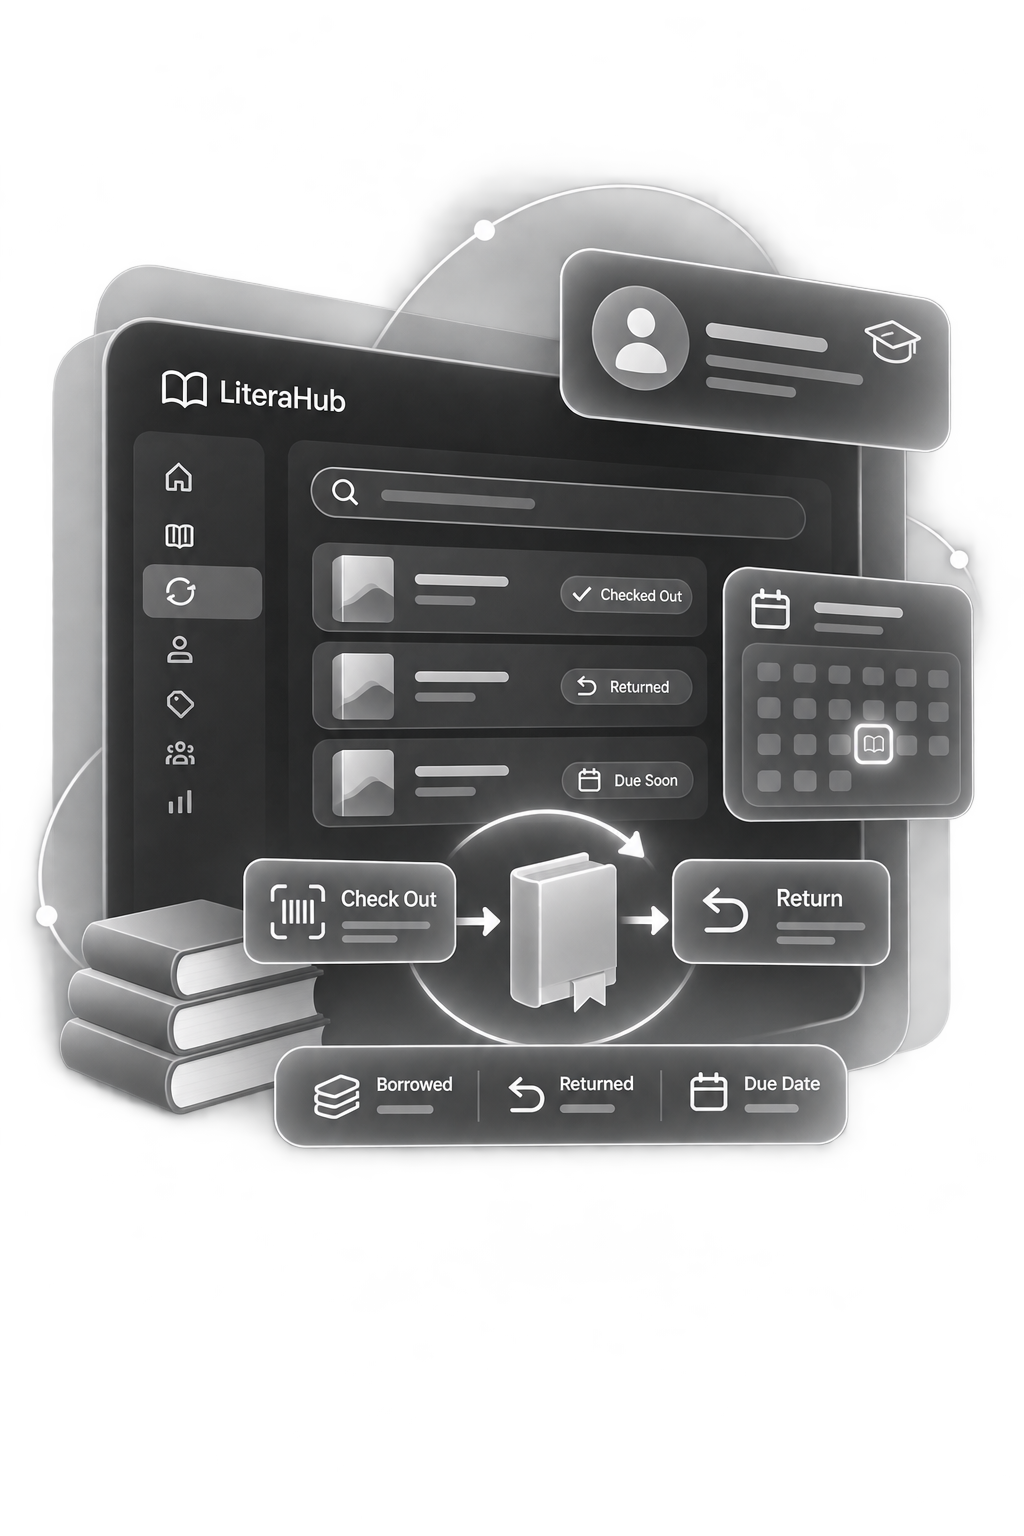 LiteraHub
Checked Out
Returned
Due Soon
Check Out
Return
Borrowed
Returned
Due Date